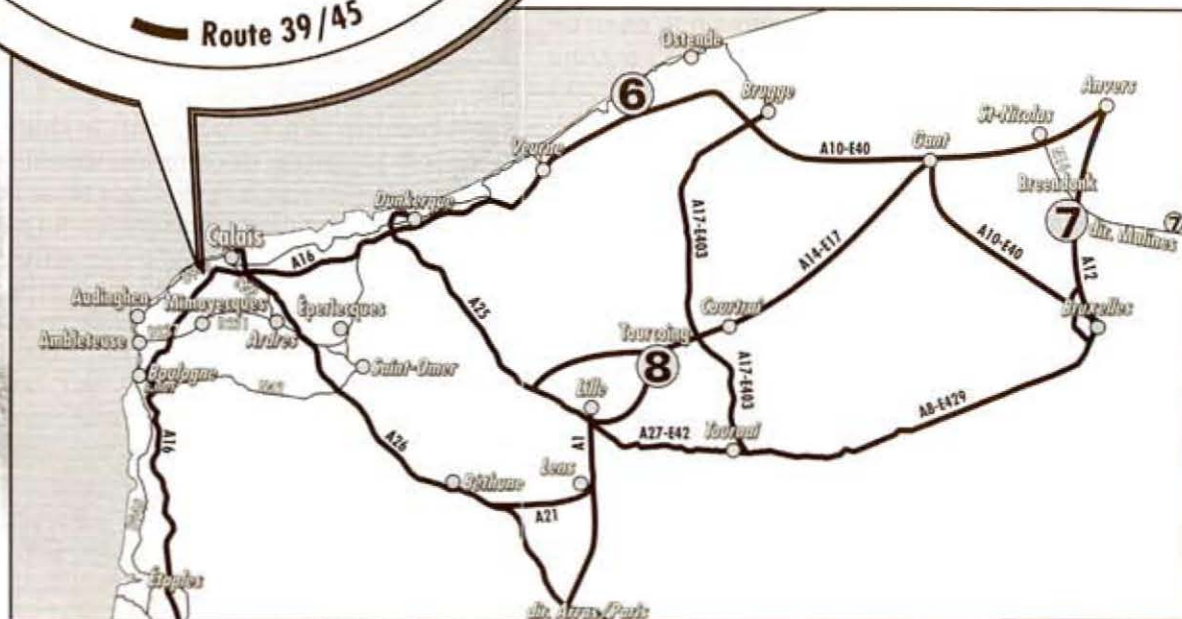 Route 39/45
Ostende
6
Brugge
Anvers
St-Nicolas
Gant
A10-E40
Veurne
Breendonk
Dunkerque
7
7
dir. Malines
Calais
A16
A17-E403
A14-E17
A10-E40
A12
Audinghen
Mimoyecques
Éperlecques
A25
Courtrai
Bruxelles
Ambleteuse
Ardres
Tourcoing
8
Saint-Omer
Boulogne
s/mer
Lille
A17-E403
A8-E429
A16
A26
A1
A27-E42
Tournai
Béthune
Lens
A21
Étaples
dir. Arras/Paris